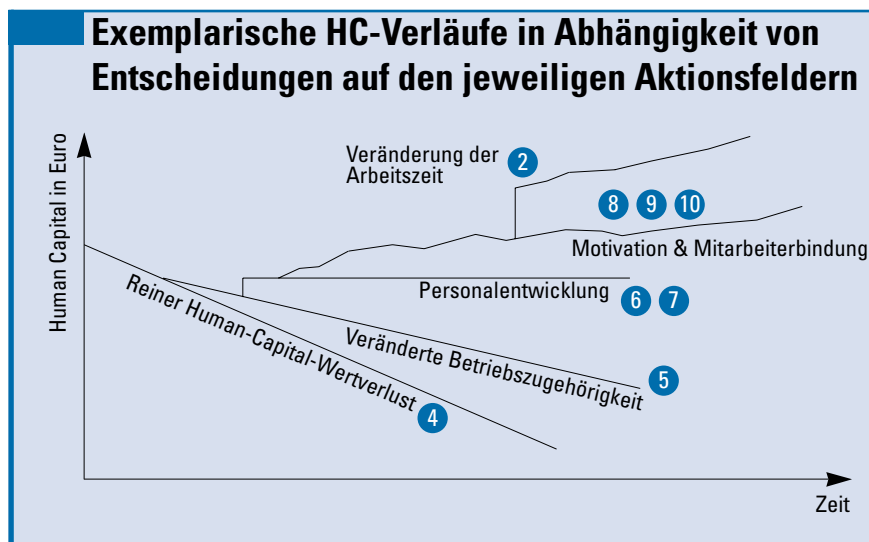 Exemplarische HC-Verläufe in Abhängigkeit von
Entscheidungen auf den jeweiligen Aktionsfeldern
Human Capital in Euro
Veränderung der
Arbeitszeit
2
8 9 10
Motivation & Mitarbeiterbindung
Personalentwicklung
6 7
Reiner Human-Capital-Wertverlust
4
Veränderte Betriebszugehörigkeit
5
Zeit